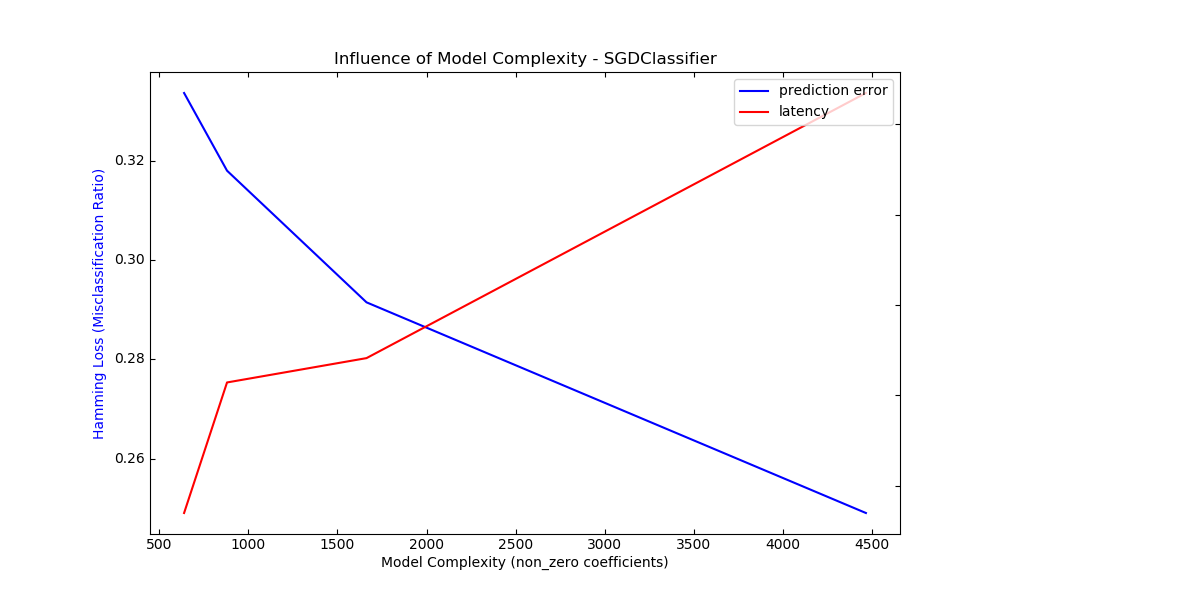 Influence of Model Complexity - SGDClassifier
prediction error
latency
Hamming Loss (Misclassification Ratio)
0.32
0.30
0.28
0.26
500 1000 1500 2000 2500 3000 3500 4000 4500
Model Complexity (non_zero coefficients)